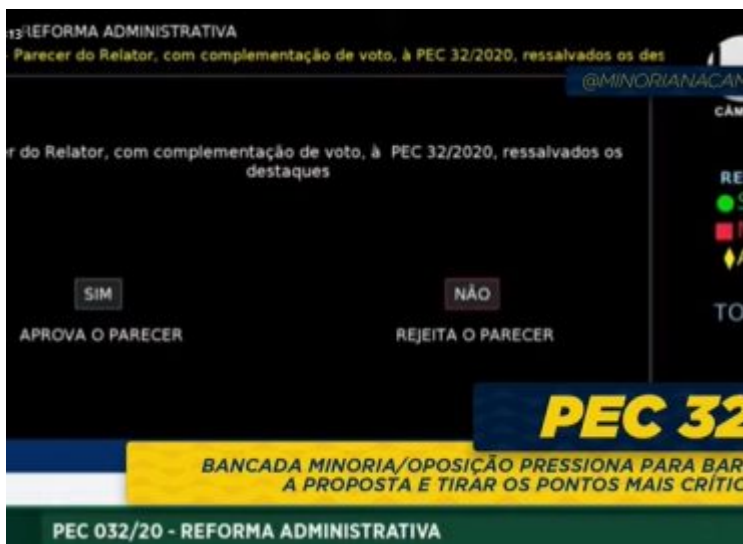 REFORMA ADMINISTRATIVA
- Parecer do Relator, com complementação de voto, à PEC 32/2020, ressalvados os des
@MINORIANACAM
CÂM
r do Relator, com complementação de voto, à PEC 32/2020, ressalvados os
destaques
RE
SIM
NÃO
APROVA O PARECER
REJEITA O PARECER
TO
PEC 32
BANCADA MINORIA/OPOSIÇÃO PRESSIONA PARA BAR
A PROPOSTA E TIRAR OS PONTOS MAIS CRÍTIC
PEC 032/20 - REFORMA ADMINISTRATIVA